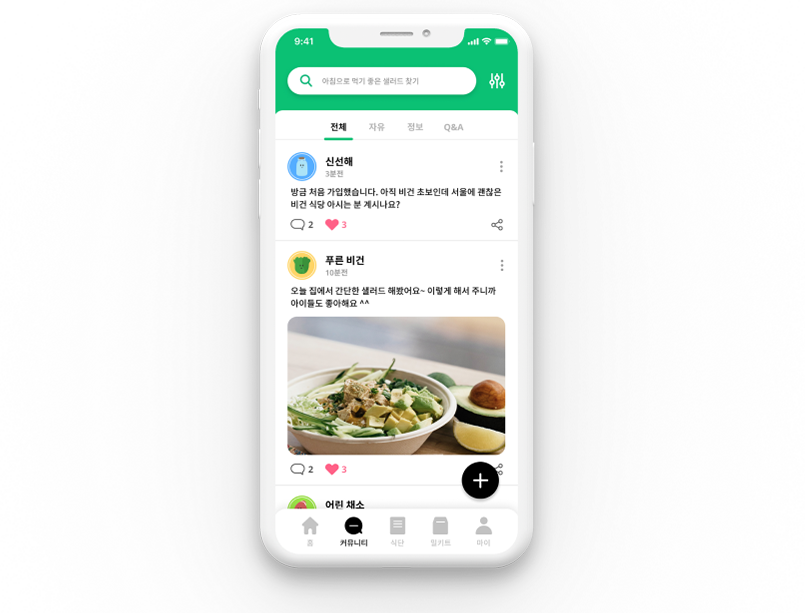 9:41
아침으로 먹기 좋은 샐러드 찾기
전체 자유 정보 Q&A
신선해
3분전
방금 처음 가입했습니다. 아직 비건 초보인데 서울에 괜찮은
비건 식당 아시는 분 계시나요?
2 3
푸른 비건
10분전
오늘 집에서 간단한 샐러드 해봤어요~ 이렇게 해서 주니까
아이들도 좋아해요 ^^
2 3
어린 채소
홈 커뮤니티 식단 밀키트 마이